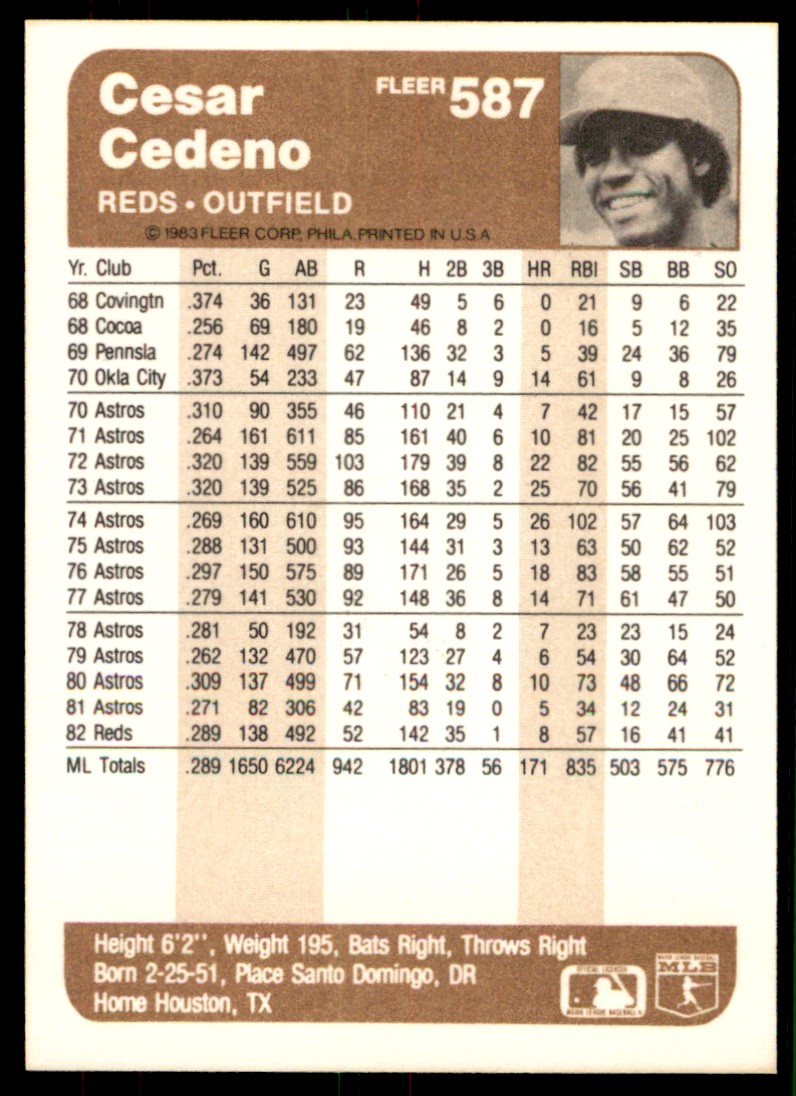 Cesar
Cedeno
FLEER 587
REDS • OUTFIELD
© 1983 FLEER CORP., PHILA. PRINTED IN U.S.A.
Yr. Club Pct. G AB R H 2B 3B HR RBI SB BB SO
68 Covingtn .374 36 131 23 49 5 6 0 21 9 6 22
68 Cocoa .256 69 180 19 46 8 2 0 16 5 12 35
69 Pennsla .274 142 497 62 136 32 3 5 39 24 36 79
70 Okla City .373 54 233 47 87 14 9 14 61 9 8 26
70 Astros .310 90 355 46 110 21 4 7 42 17 15 57
71 Astros .264 161 611 85 161 40 6 10 81 20 25 102
72 Astros .320 139 559 103 179 39 8 22 82 55 56 62
73 Astros .320 139 525 86 168 35 2 25 70 56 41 79
74 Astros .269 160 610 95 164 29 5 26 102 57 64 103
75 Astros .288 131 500 93 144 31 3 13 63 50 62 52
76 Astros .297 150 575 89 171 26 5 18 83 58 55 51
77 Astros .279 141 530 92 148 36 8 14 71 61 47 50
78 Astros .281 50 192 31 54 8 2 7 23 23 15 24
79 Astros .262 132 470 57 123 27 4 6 54 30 64 52
80 Astros .309 137 499 71 154 32 8 10 73 48 66 72
81 Astros .271 82 306 42 83 19 0 5 34 12 24 31
82 Reds .289 138 492 52 142 35 1 8 57 16 41 41
ML Totals .289 1650 6224 942 1801 378 56 171 835 503 575 776
Height 6'2", Weight 195, Bats Right, Throws Right
Born 2-25-51, Place Santo Domingo, DR
Home Houston, TX
OFFICIAL LICENSEE
MAJOR LEAGUE BASEBALL
MAJOR LEAGUE BASEBALL
MLB